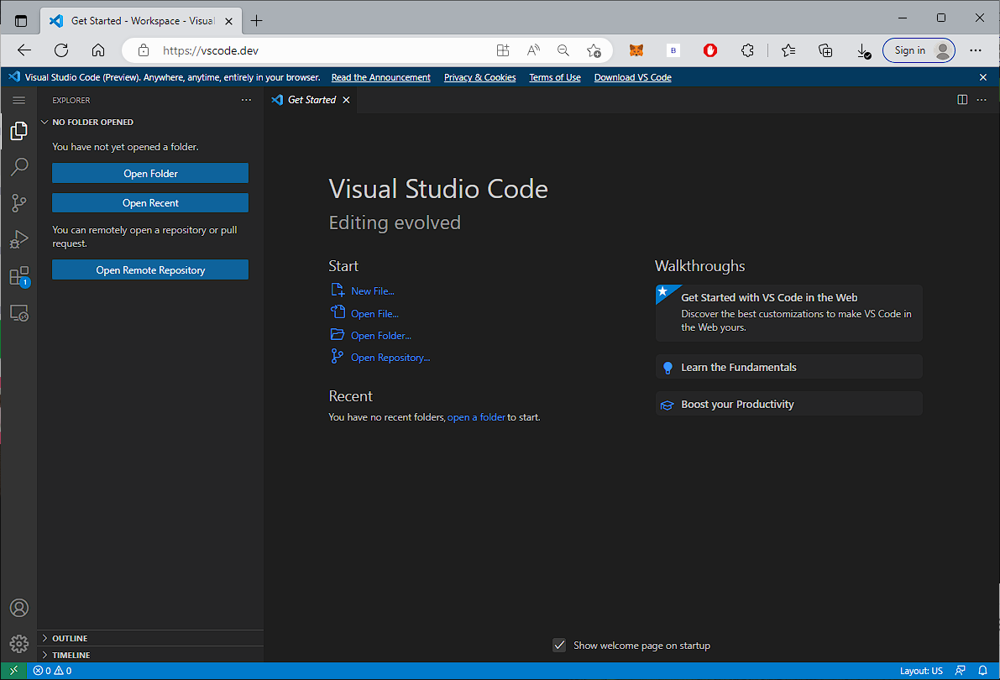 Get Started - Workspace - Visual
https://vscode.dev
A
B
Sign in
Visual Studio Code (Preview). Anywhere, anytime, entirely in your browser. Read the Announcement Privacy & Cookies Terms of Use Download VS Code
EXPLORER
Get Started
NO FOLDER OPENED
You have not yet opened a folder.
Open Folder
Open Recent
You can remotely open a repository or pull
request.
Open Remote Repository
1
Visual Studio Code
Editing evolved
Start
New File...
Open File...
Open Folder...
Open Repository...
Recent
You have no recent folders, open a folder to start.
Walkthroughs
Get Started with VS Code in the Web
Discover the best customizations to make VS Code in
the Web yours.
Learn the Fundamentals
Boost your Productivity
OUTLINE
TIMELINE
Show welcome page on startup
0 0
Layout: US